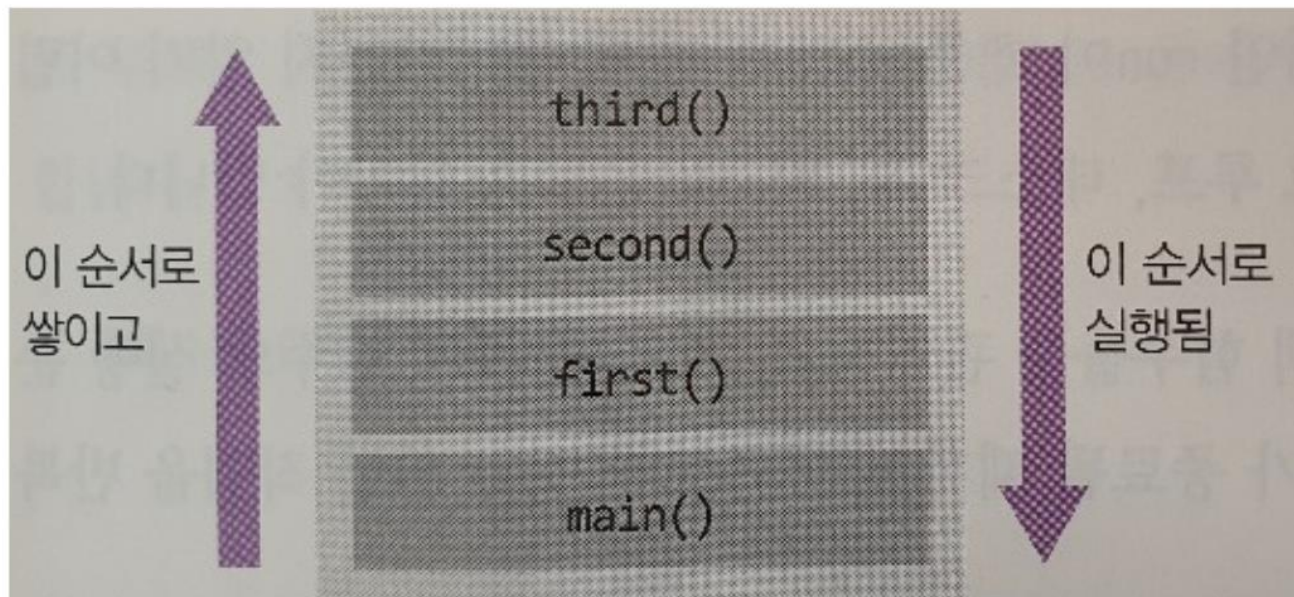 third()
second()
이 순서로
쌓이고
이 순서로
실행됨
first()
main()